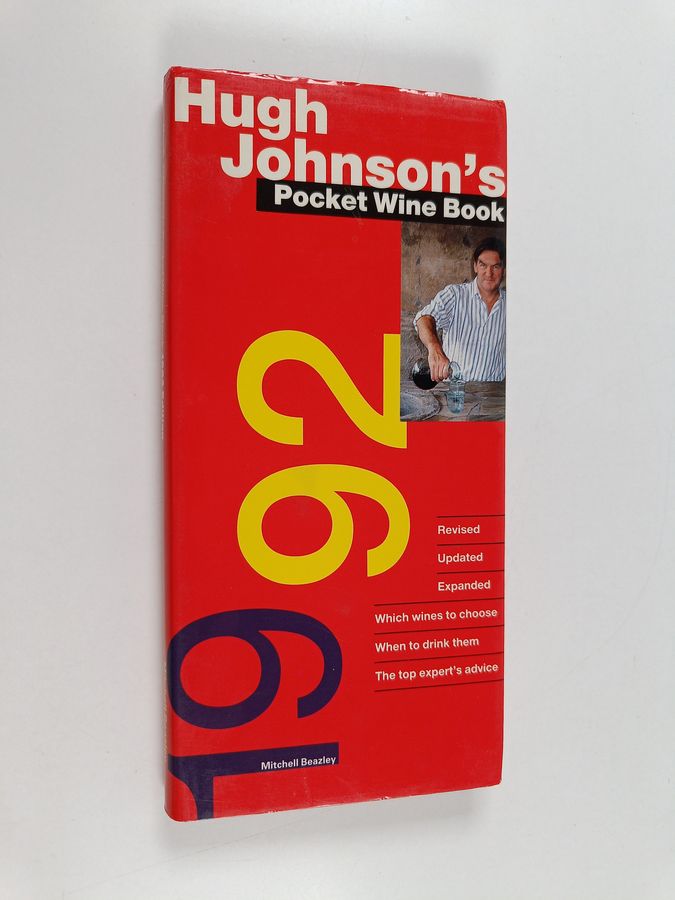 Hugh
Johnson's
Pocket Wine Book
1992
Revised
Updated
Expanded
Which wines to choose
When to drink them
The top expert's advice
Mitchell Beazley